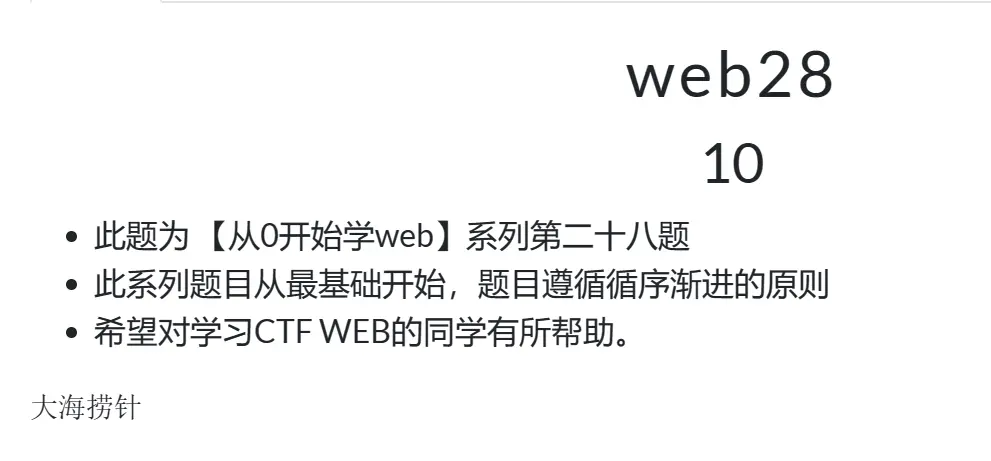 web28
10
此题为 【从0开始学web】系列第二十八题
此系列题目从最基础开始，题目遵循循序渐进的原则
希望对学习CTF WEB的同学有所帮助。
大海捞针